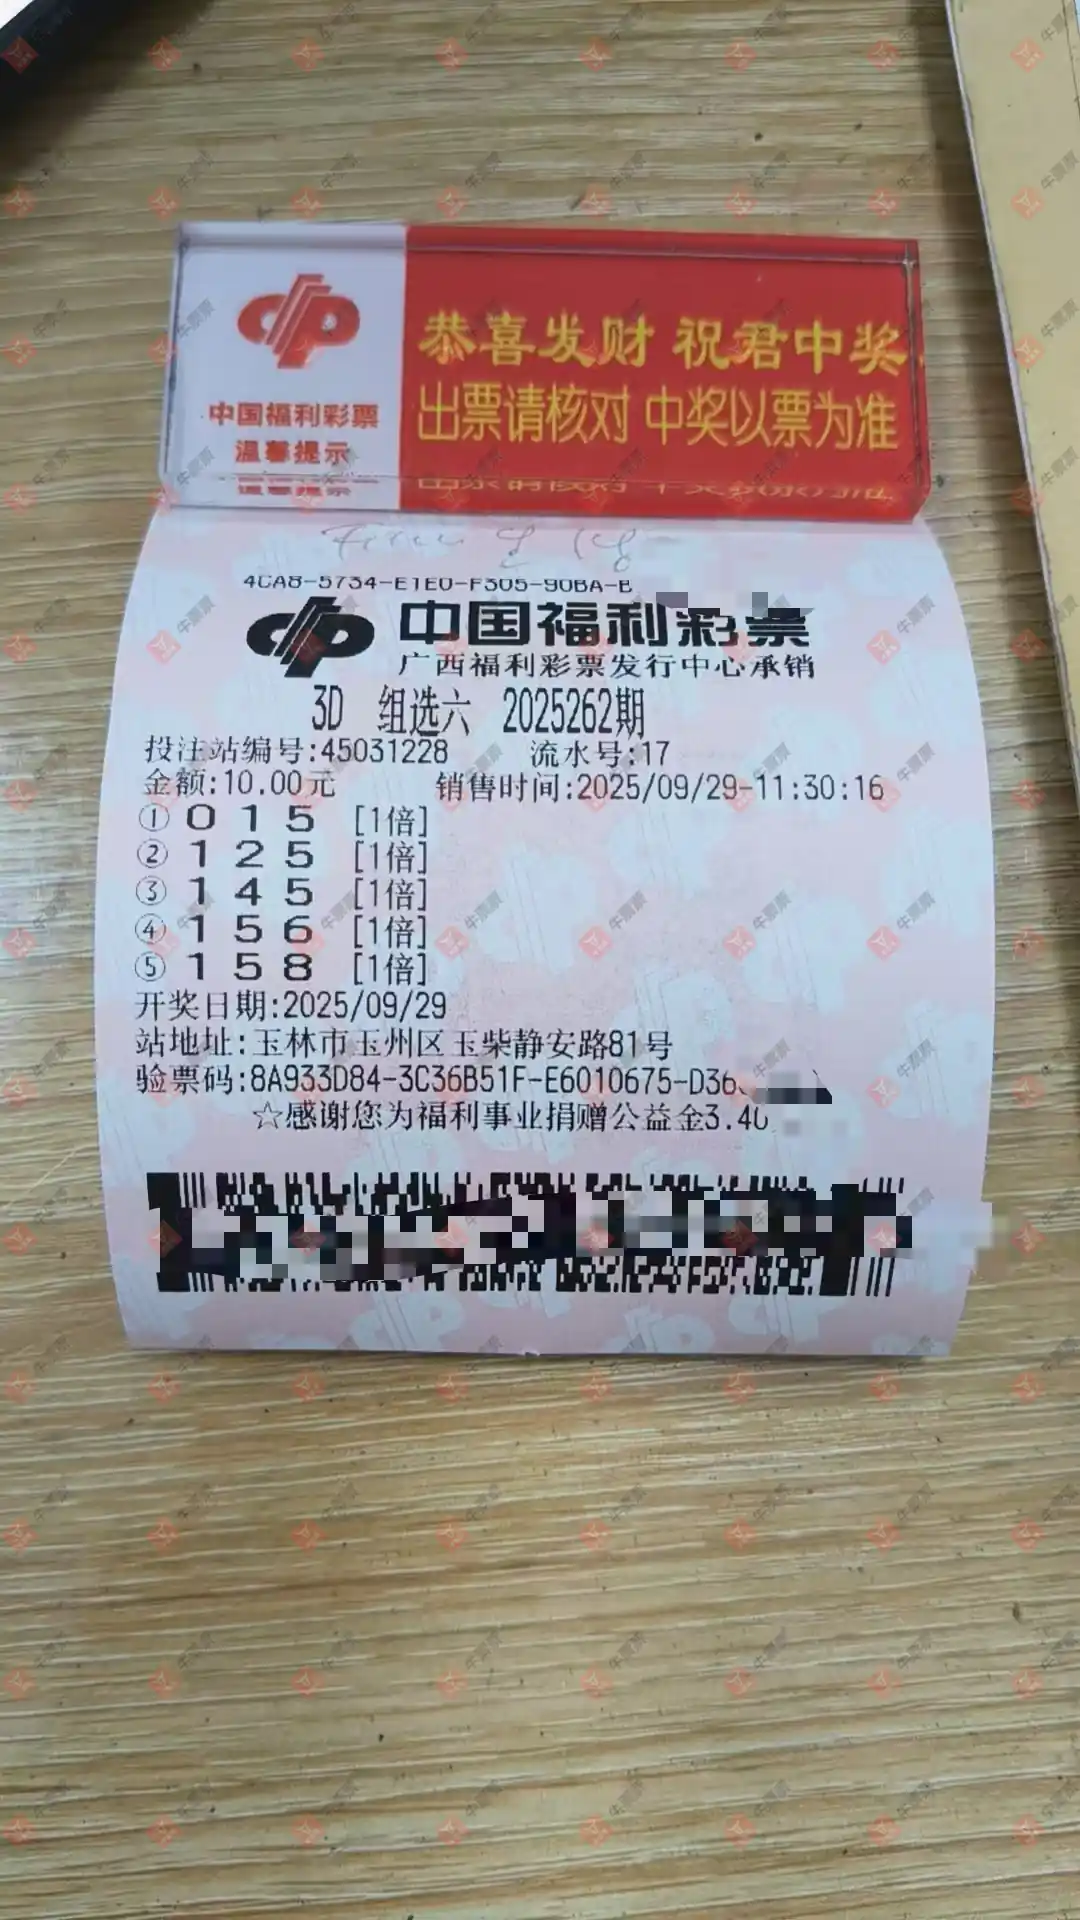 恭喜发财 祝君中奖
出票请核对 中奖以票为准
中国福利彩票
温馨提示
4CA8-5734-E1E0-F305-90BA-B
中国福利彩票
广西福利彩票发行中心承销
3D 组选六 2025262期
投注站编号:45031228 流水号:17
金额:10.00元 销售时间:2025/09/29-11:30:16
① 0 1 5 [1倍]
② 1 2 5 [1倍]
③ 1 4 5 [1倍]
④ 1 5 6 [1倍]
⑤ 1 5 8 [1倍]
开奖日期:2025/09/29
站地址:玉林市玉州区玉柴静安路81号
验票码:8A933D84-3C36B51F-E6010675-D36
☆感谢您为福利事业捐赠公益金3.40
牛票票